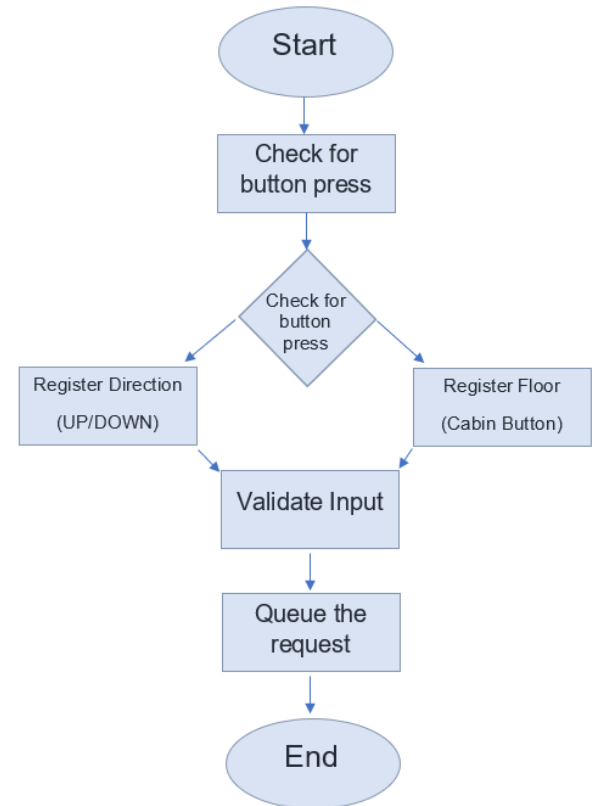 Start
Check for
button press
Check for
button
press
Register Direction
(UP/DOWN)
Register Floor
(Cabin Button)
Validate Input
Queue the
request
End